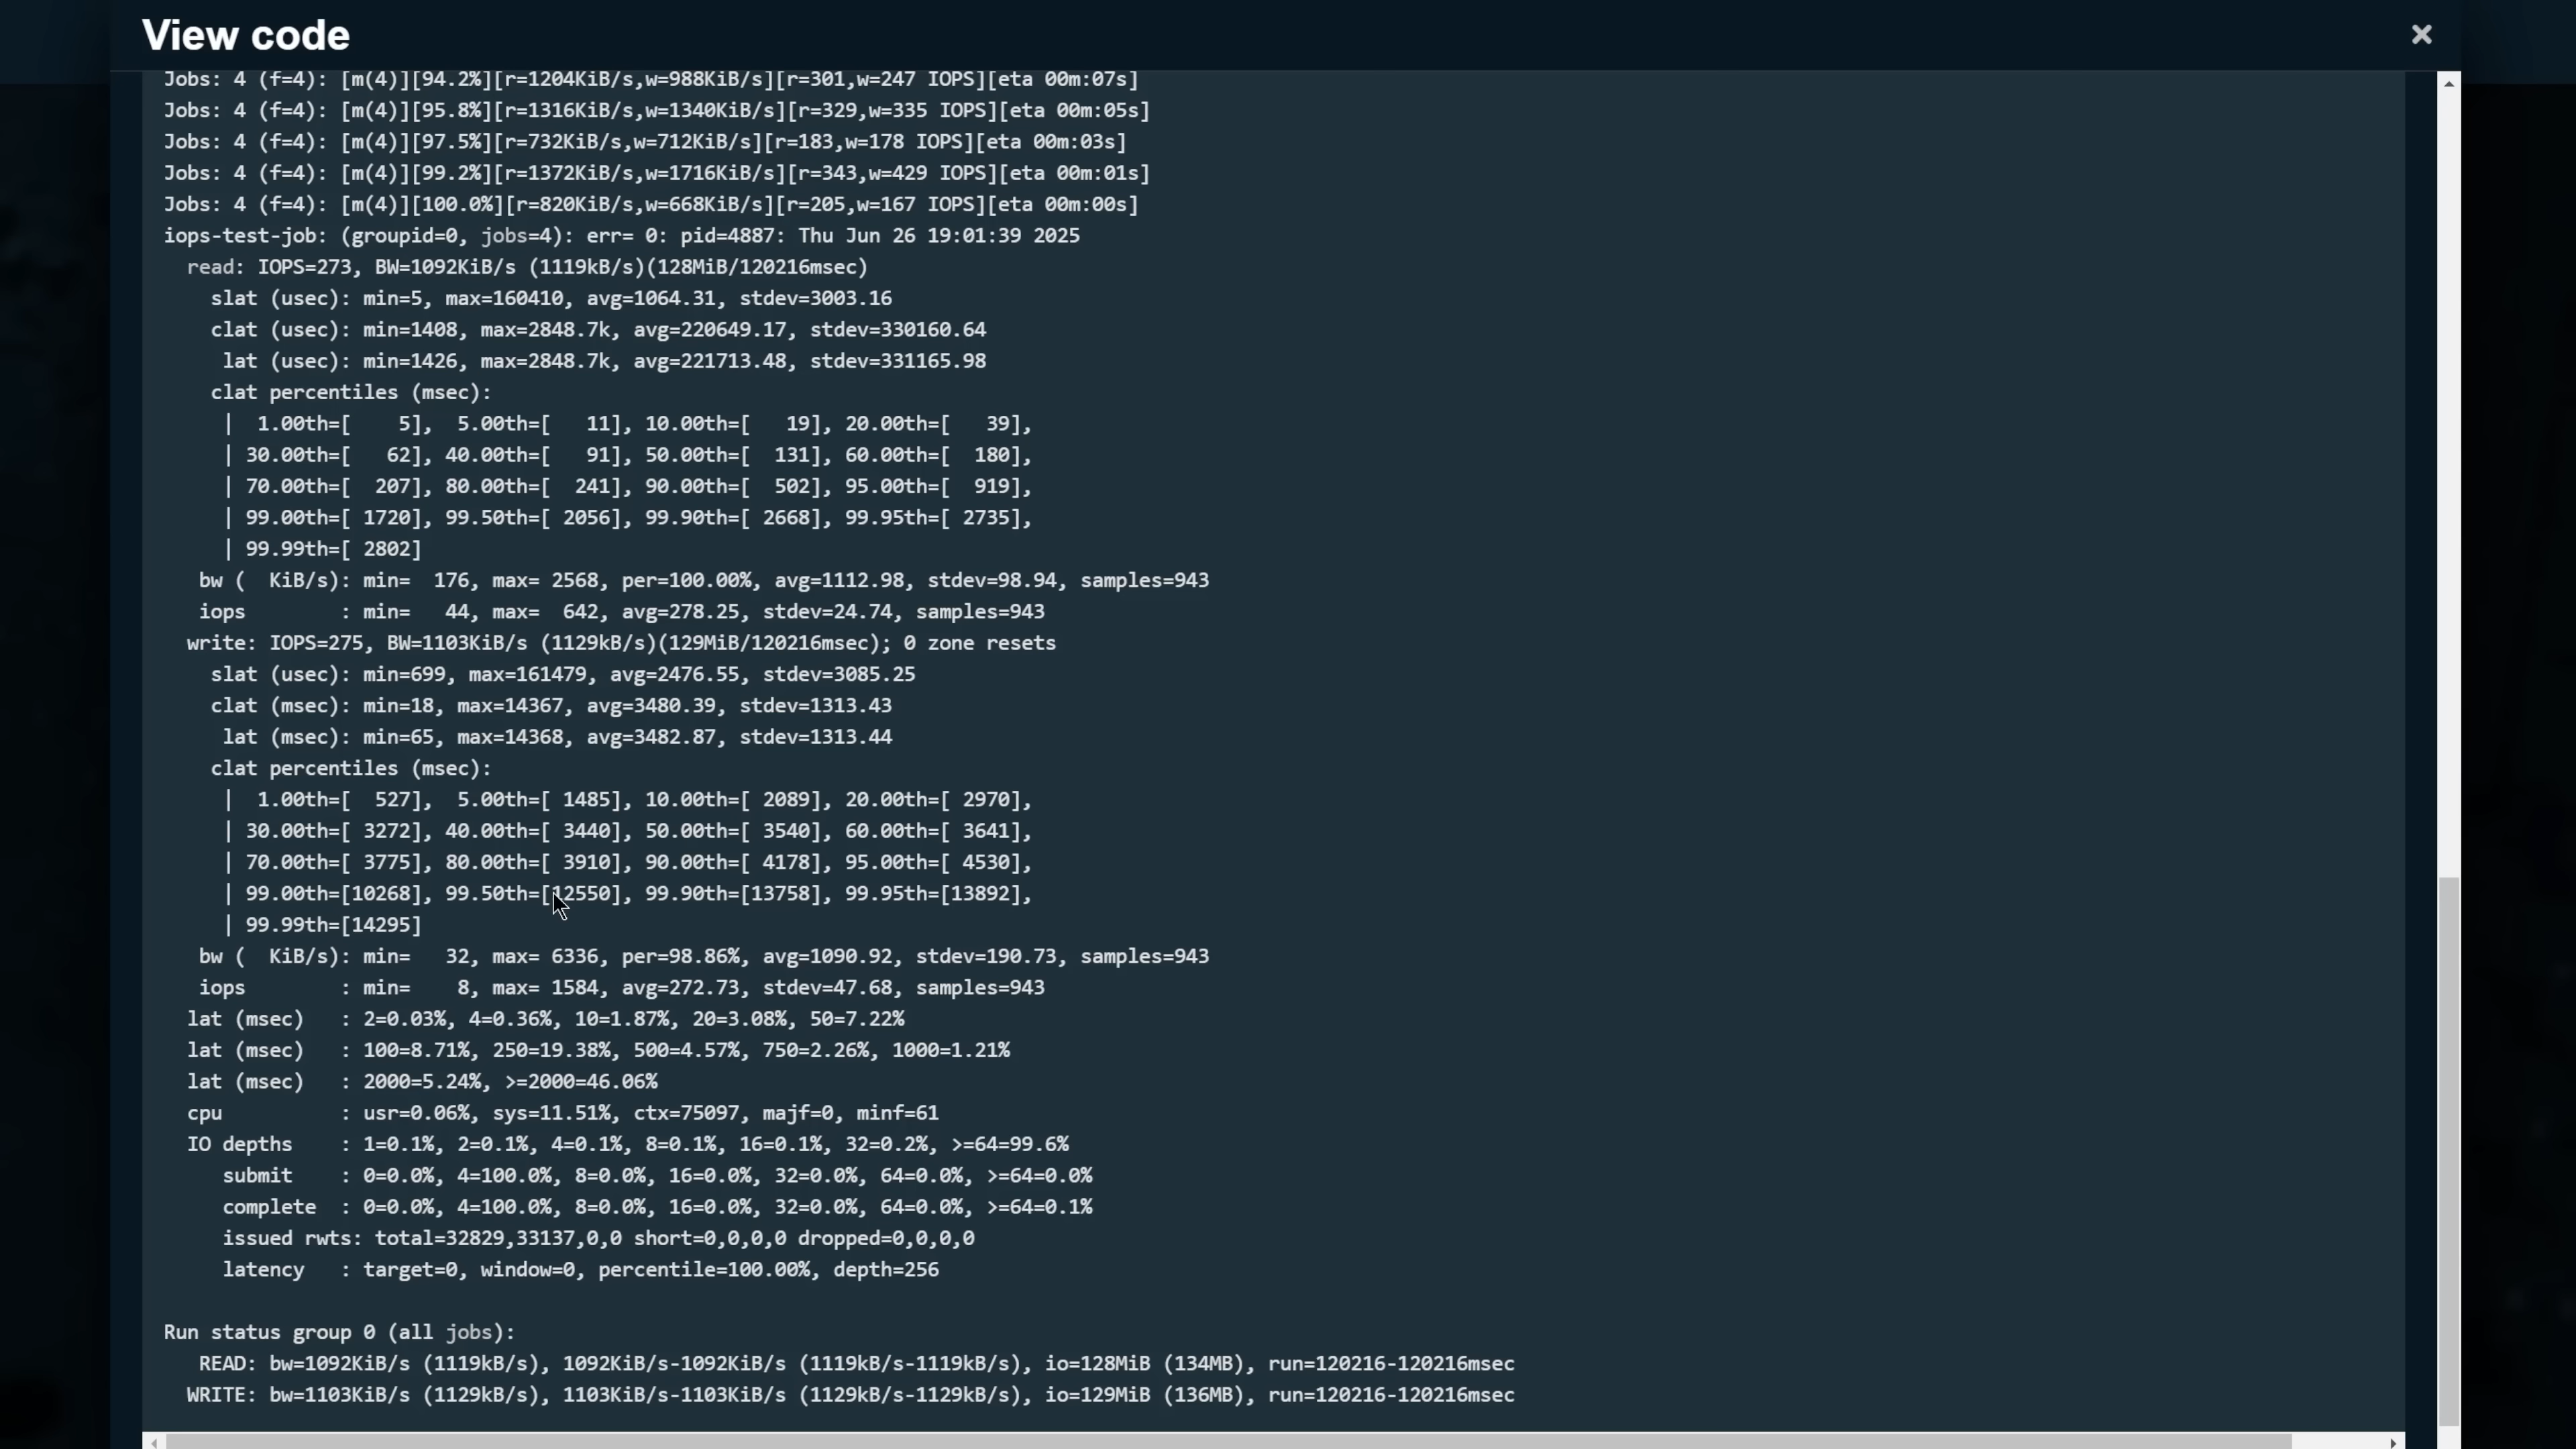 View code
Jobs: 4 (f=4): [m(4)][94.2%][r=1204KiB/s,w=988KiB/s][r=301,w=247 IOPS][eta 00m:07s]
Jobs: 4 (f=4): [m(4)][95.8%][r=1316KiB/s,w=1340KiB/s][r=329,w=335 IOPS][eta 00m:05s]
Jobs: 4 (f=4): [m(4)][97.5%][r=732KiB/s,w=712KiB/s][r=183,w=178 IOPS][eta 00m:03s]
Jobs: 4 (f=4): [m(4)][99.2%][r=1372KiB/s,w=1716KiB/s][r=343,w=429 IOPS][eta 00m:01s]
Jobs: 4 (f=4): [m(4)][100.0%][r=820KiB/s,w=668KiB/s][r=205,w=167 IOPS][eta 00m:00s]
iops-test-job: (groupid=0, jobs=4): err= 0: pid=4887: Thu Jun 26 19:01:39 2025
  read: IOPS=273, BW=1092KiB/s (1119kB/s)(128MiB/120216msec)
    slat (usec): min=5, max=160410, avg=1064.31, stdev=3003.16
    clat (usec): min=1408, max=2848.7k, avg=220649.17, stdev=330160.64
     lat (usec): min=1426, max=2848.7k, avg=221713.48, stdev=331165.98
    clat percentiles (msec):
     |  1.00th=[    5],  5.00th=[   11], 10.00th=[   19], 20.00th=[   39],
     | 30.00th=[   62], 40.00th=[   91], 50.00th=[  131], 60.00th=[  180],
     | 70.00th=[  207], 80.00th=[  241], 90.00th=[  502], 95.00th=[  919],
     | 99.00th=[ 1720], 99.50th=[ 2056], 99.90th=[ 2668], 99.95th=[ 2735],
     | 99.99th=[ 2802]
   bw (  KiB/s): min=  176, max= 2568, per=100.00%, avg=1112.98, stdev=98.94, samples=943
   iops        : min=   44, max=  642, avg=278.25, stdev=24.74, samples=943
  write: IOPS=275, BW=1103KiB/s (1129kB/s)(129MiB/120216msec); 0 zone resets
    slat (usec): min=699, max=161479, avg=2476.55, stdev=3085.25
    clat (msec): min=18, max=14367, avg=3480.39, stdev=1313.43
     lat (msec): min=65, max=14368, avg=3482.87, stdev=1313.44
    clat percentiles (msec):
     |  1.00th=[  527],  5.00th=[ 1485], 10.00th=[ 2089], 20.00th=[ 2970],
     | 30.00th=[ 3272], 40.00th=[ 3440], 50.00th=[ 3540], 60.00th=[ 3641],
     | 70.00th=[ 3775], 80.00th=[ 3910], 90.00th=[ 4178], 95.00th=[ 4530],
     | 99.00th=[10268], 99.50th=[12550], 99.90th=[13758], 99.95th=[13892],
     | 99.99th=[14295]
   bw (  KiB/s): min=   32, max= 6336, per=98.86%, avg=1090.92, stdev=190.73, samples=943
   iops        : min=    8, max= 1584, avg=272.73, stdev=47.68, samples=943
  lat (msec)   : 2=0.03%, 4=0.36%, 10=1.87%, 20=3.08%, 50=7.22%
  lat (msec)   : 100=8.71%, 250=19.38%, 500=4.57%, 750=2.26%, 1000=1.21%
  lat (msec)   : 2000=5.24%, >=2000=46.06%
  cpu          : usr=0.06%, sys=11.51%, ctx=75097, majf=0, minf=61
  IO depths    : 1=0.1%, 2=0.1%, 4=0.1%, 8=0.1%, 16=0.1%, 32=0.2%, >=64=99.6%
     submit    : 0=0.0%, 4=100.0%, 8=0.0%, 16=0.0%, 32=0.0%, 64=0.0%, >=64=0.0%
     complete  : 0=0.0%, 4=100.0%, 8=0.0%, 16=0.0%, 32=0.0%, 64=0.0%, >=64=0.1%
     issued rwts: total=32829,33137,0,0 short=0,0,0,0 dropped=0,0,0,0
     latency   : target=0, window=0, percentile=100.00%, depth=256
Run status group 0 (all jobs):
   READ: bw=1092KiB/s (1119kB/s), 1092KiB/s-1092KiB/s (1119kB/s-1119kB/s), io=128MiB (134MB), run=120216-120216msec
  WRITE: bw=1103KiB/s (1129kB/s), 1103KiB/s-1103KiB/s (1129kB/s-1129kB/s), io=129MiB (136MB), run=120216-120216msec